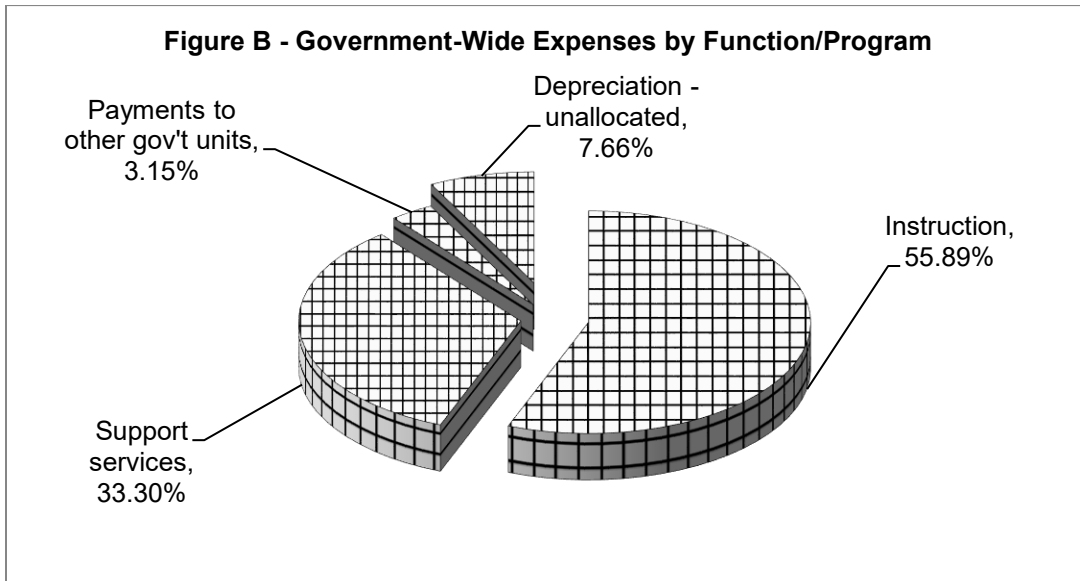 Figure B - Government-Wide Expenses by Function/Program
Depreciation -
unallocated,
7.66%
Payments to
other gov't units,
3.15%
Instruction,
55.89%
Support
services,
33.30%